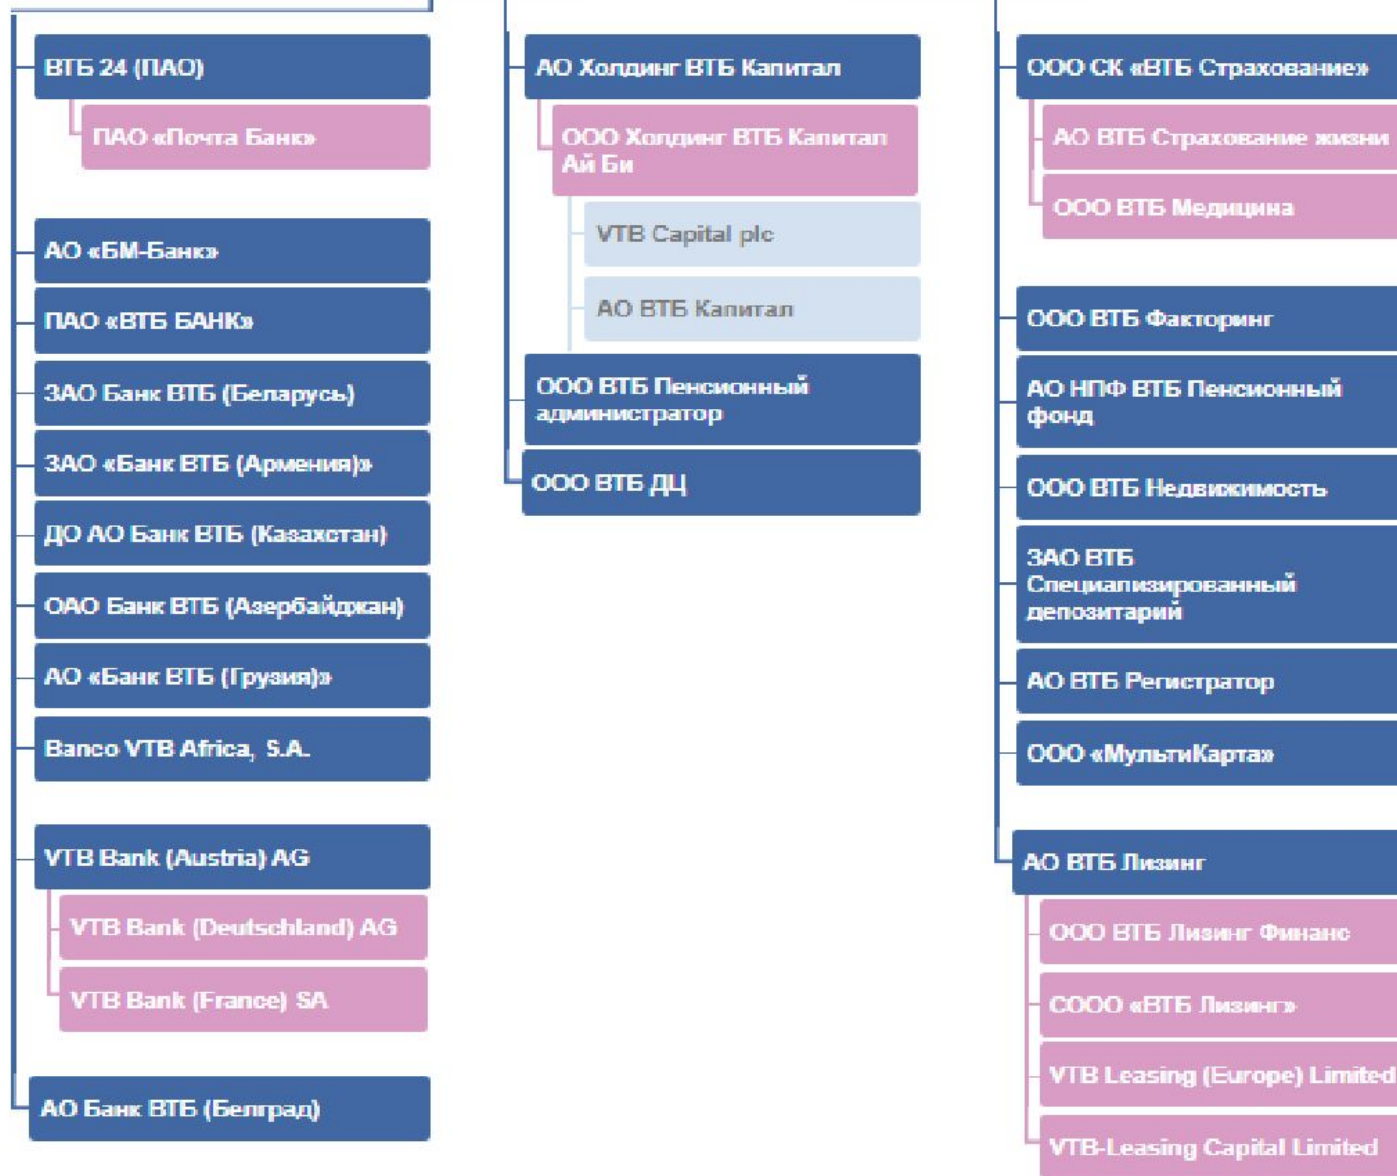 ВТБ 24 (ПАО)
ПАО «Почта Банк»
АО «БМ-Банк»
ПАО «ВТБ БАНК»
ЗАО Банк ВТБ (Беларусь)
ЗАО «Банк ВТБ (Армения)»
ДО АО Банк ВТБ (Казахстан)
ОАО Банк ВТБ (Азербайджан)
АО «Банк ВТБ (Грузия)»
Banco VTB Africa, S.A.
VTB Bank (Austria) AG
VTB Bank (Deutschland) AG
VTB Bank (France) SA
АО Банк ВТБ (Белград)
АО Холдинг ВТБ Капитал
ООО Холдинг ВТБ Капитал
Ай Би
VTB Capital plc
АО ВТБ Капитал
ООО ВТБ Пенсионный
администратор
ООО ВТБ ДЦ
ООО СК «ВТБ Страхование»
АО ВТБ Страхование жизни
ООО ВТБ Медицина
ООО ВТБ Факторинг
АО НПФ ВТБ Пенсионный
фонд
ООО ВТБ Недвижимость
ЗАО ВТБ
Специализированный
депозитарий
АО ВТБ Регистратор
ООО «МультиКарта»
АО ВТБ Лизинг
ООО ВТБ Лизинг Финанс
СООО «ВТБ Лизинг»
VTB Leasing (Europe) Limited
VTB-Leasing Capital Limited